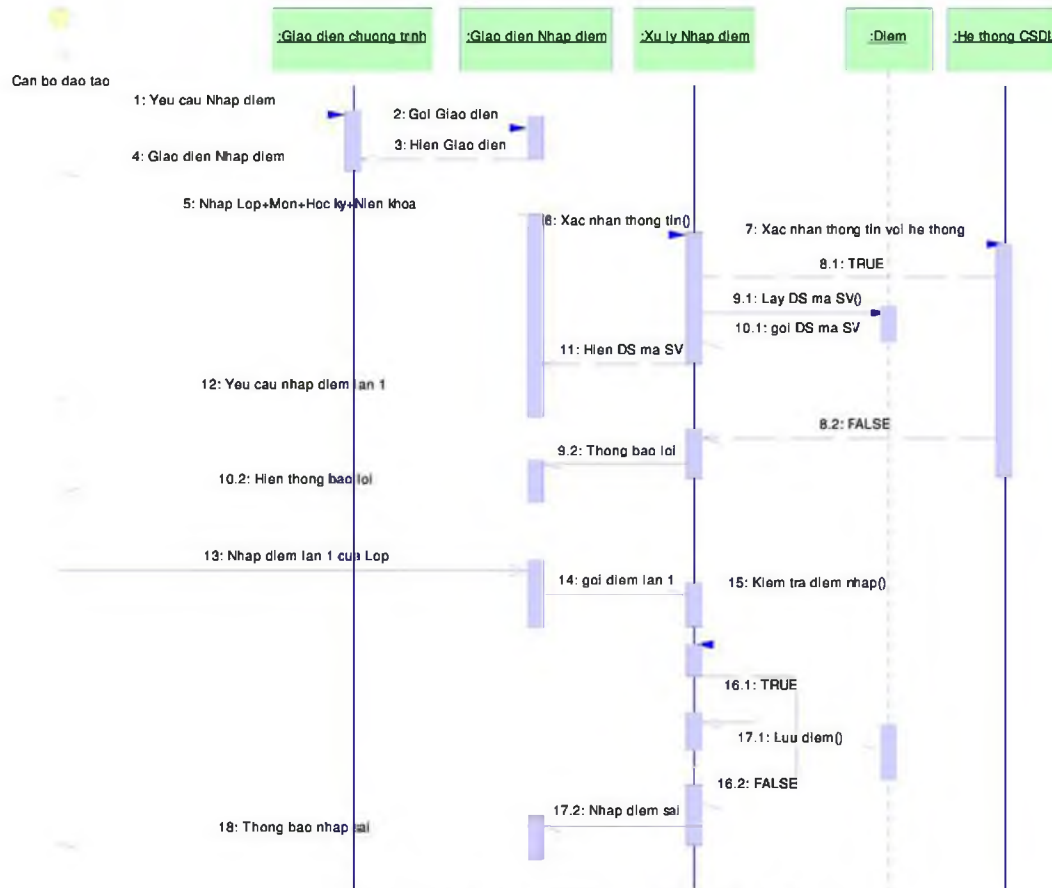 :Giao dien chuong trnh
:Giao dien Nhap diem
:Xu ly Nhap diem
:Diem
:He thong CSDL
Can bo dao tao
1: Yeu cau Nhap diem
2: Goi Giao dien
3: Hien Giao dien
4: Giao dien Nhap diem
5: Nhap Lop+Mon+Hoc ky+Nien khoa
6: Xac nhan thong tin()
7: Xac nhan thong tin voi he thong
8.1: TRUE
9.1: Lay DS ma SV()
10.1: goi DS ma SV
11: Hien DS ma SV
12: Yeu cau nhap diem lan 1
8.2: FALSE
9.2: Thong bao loi
10.2: Hien thong bao loi
13: Nhap diem lan 1 cua Lop
14: goi diem lan 1
15: Kiem tra diem nhap()
16.1: TRUE
17.1: Luu diem()
16.2: FALSE
17.2: Nhap diem sai
18: Thong bao nhap sai